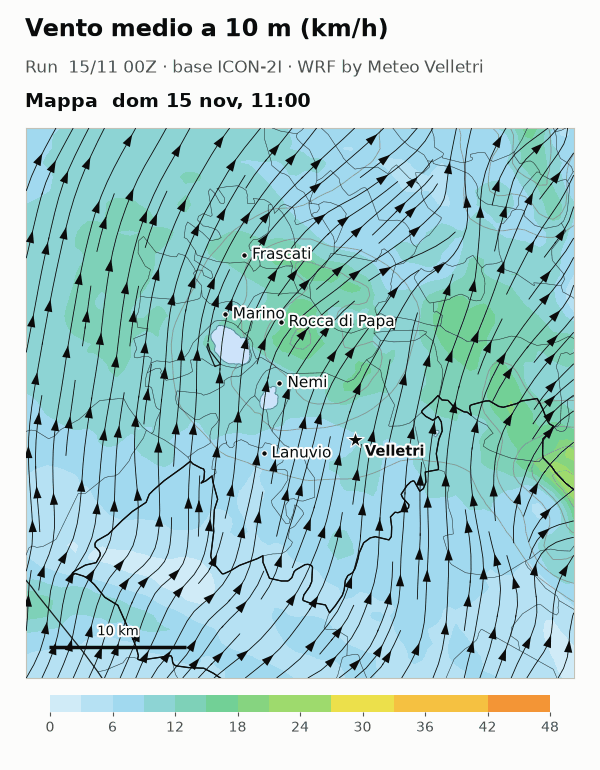 Vento medio a 10 m (km/h)
Run 15/11 00Z · base ICON-2I · WRF by Meteo Velletri
Mappa dom 15 nov, 11:00
Frascati
Marino
Rocca di Papa
Nemi
Velletri
Lanuvio
10 km
0 6 12 18 24 30 36 42 48